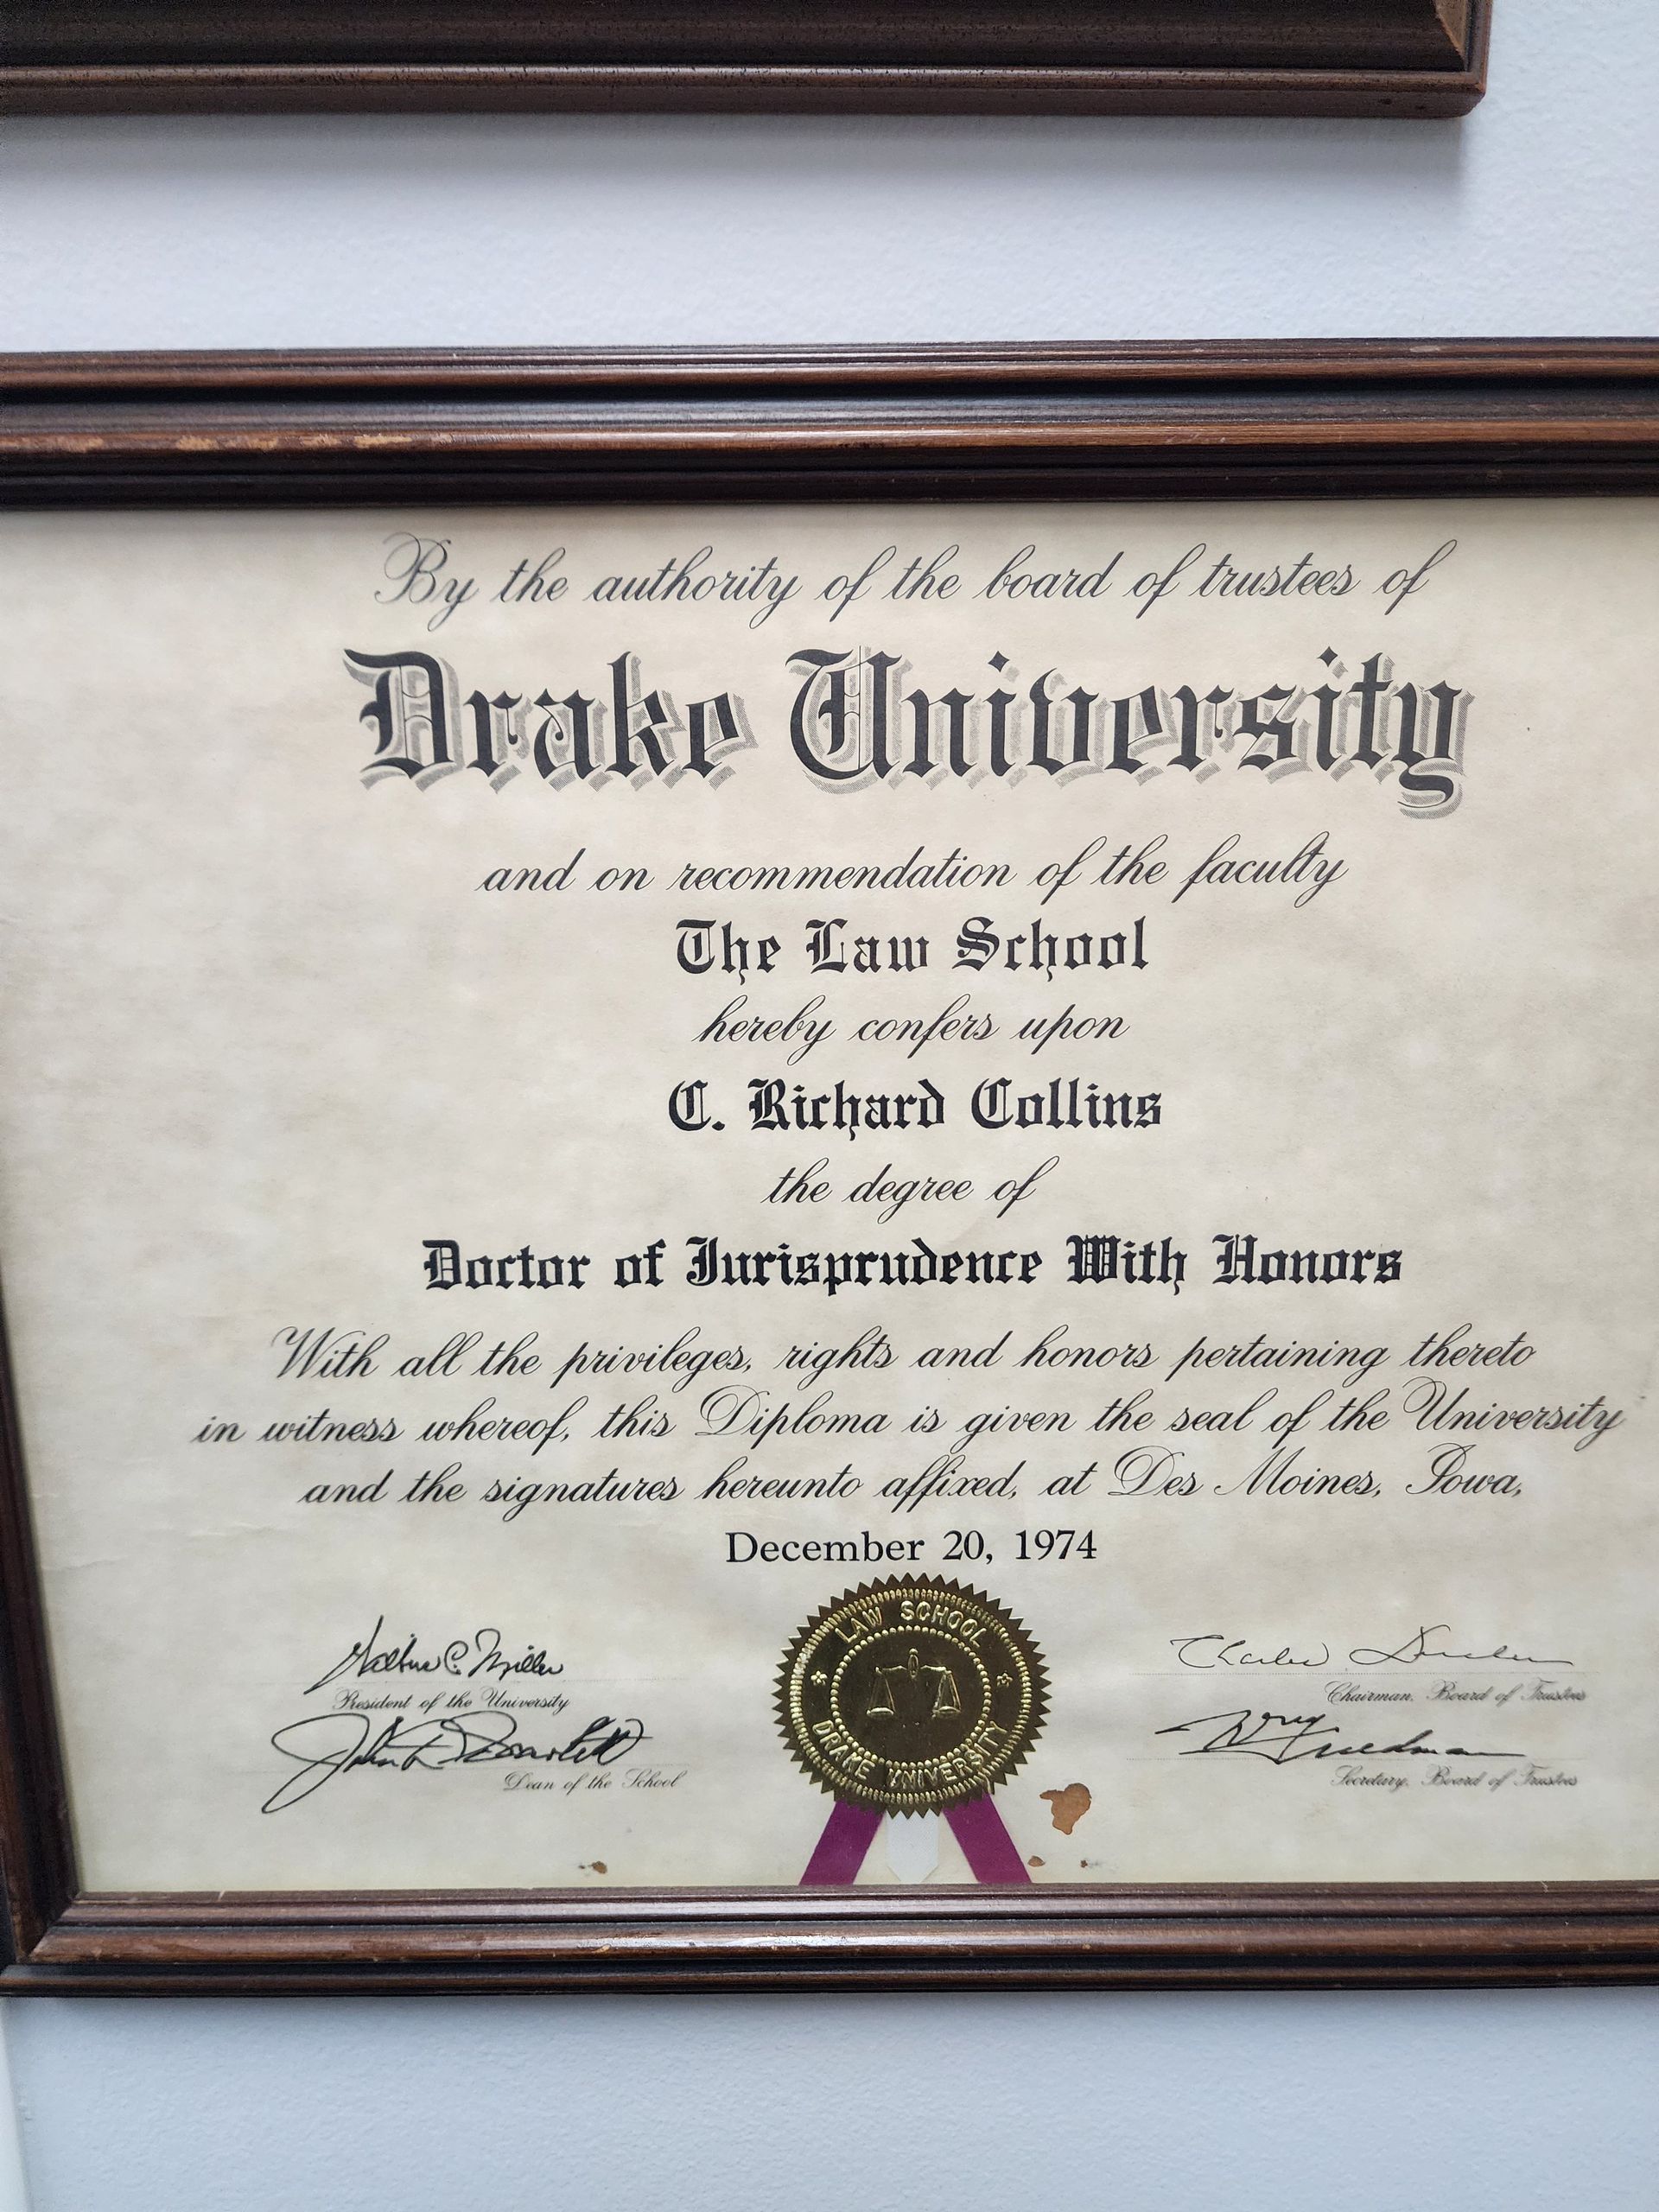 By the authority of the board of trustees of
Drake University
and on recommendation of the faculty
The Law School
hereby confers upon
C. Richard Collins
the degree of
Doctor of Jurisprudence With Honors
With all the privileges, rights and honors pertaining thereto
in witness whereof, this Diploma is given the seal of the University
and the signatures hereunto affixed, at Des Moines, Iowa,
December 20, 1974
LAW SCHOOL
DRAKE UNIVERSITY
C. Miller
President of the University
John
Dean of the School
Charles
Chairman, Board of Trustees
Friedman
Secretary, Board of Trustees